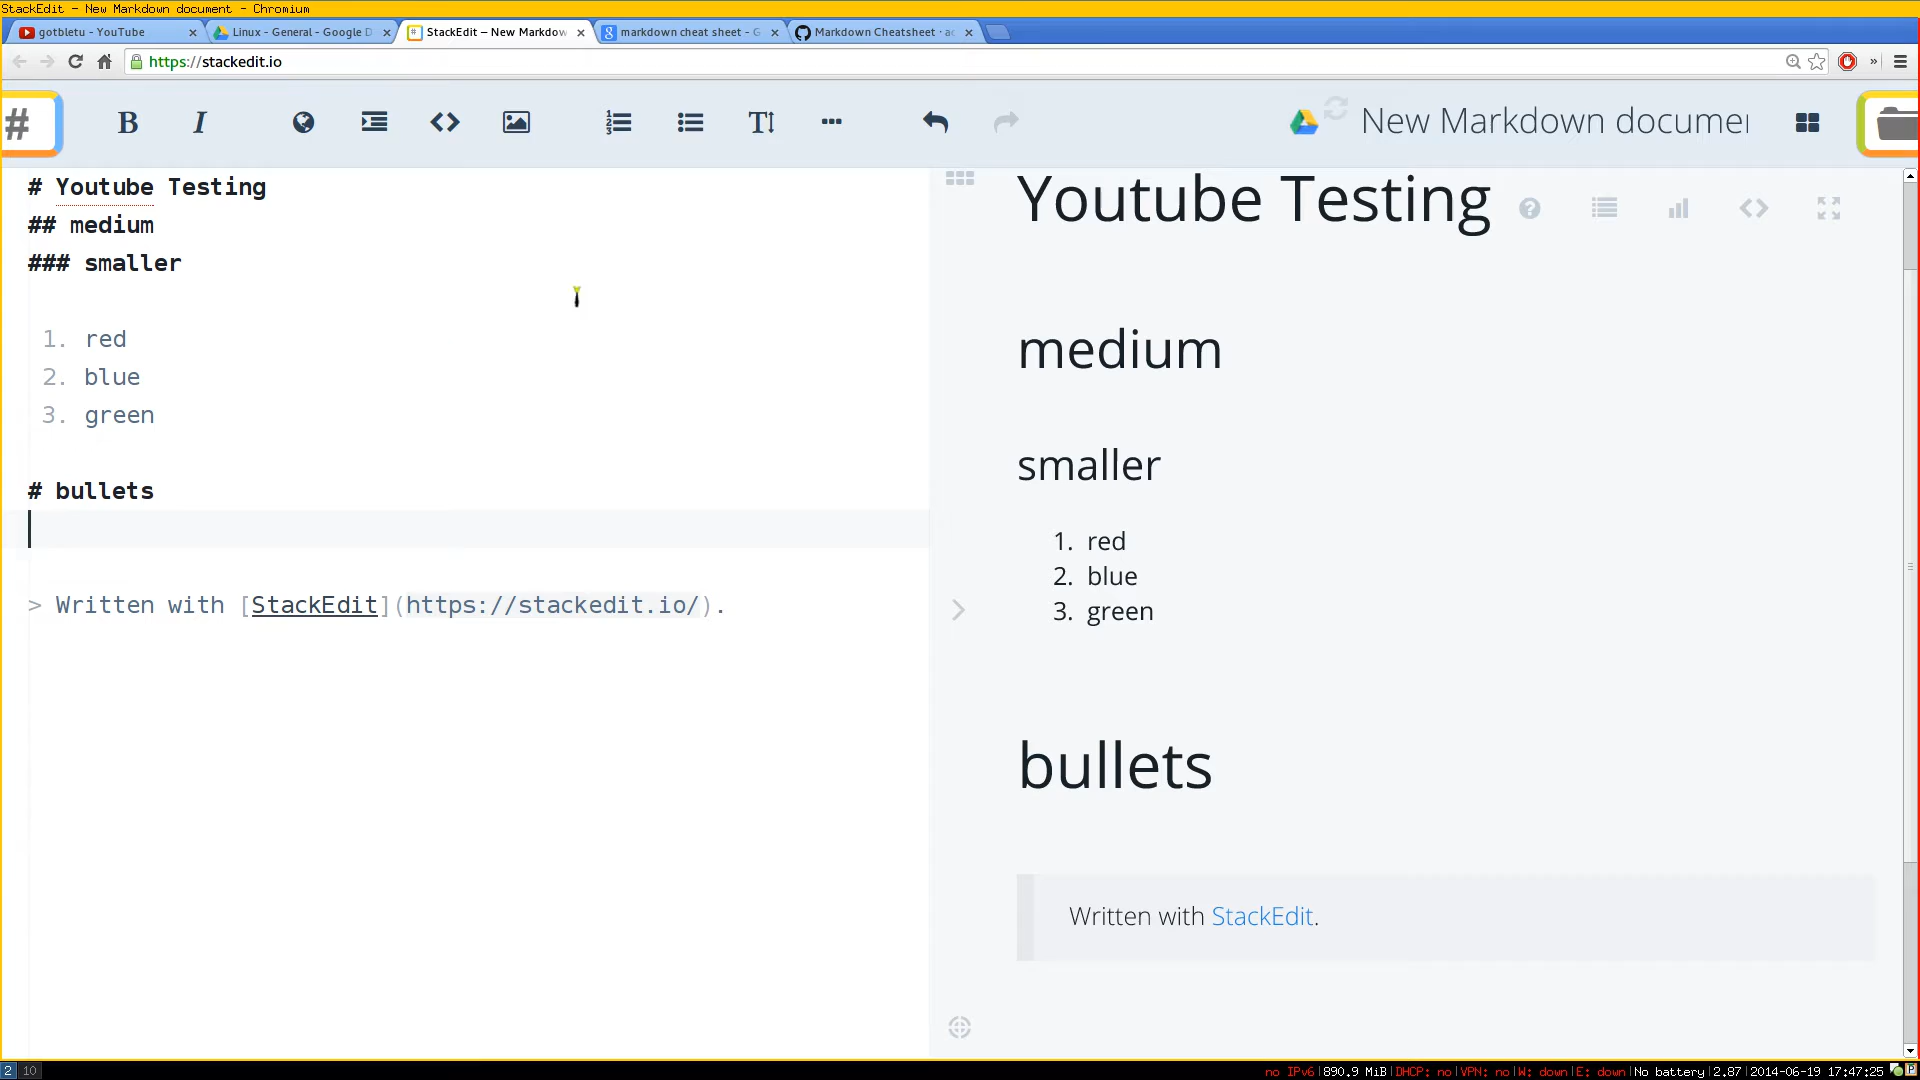 StackEdit – New Markdown document - Chromium
gotbletu - YouTube
Linux - General - Google D
StackEdit – New Markdow
markdown cheat sheet - G
Markdown Cheatsheet · ad
https://stackedit.io
B I
New Markdown documen
# Youtube Testing
## medium
### smaller
1. red
2. blue
3. green
# bullets
> Written with [StackEdit](https://stackedit.io/).
Youtube Testing
medium
smaller
1. red
2. blue
3. green
bullets
Written with StackEdit.
2 10
no IPv6|890.9 MiB|DHCP: no|VPN: no|W: down|E: down|No battery|2.87|2014-06-19 17:47:25